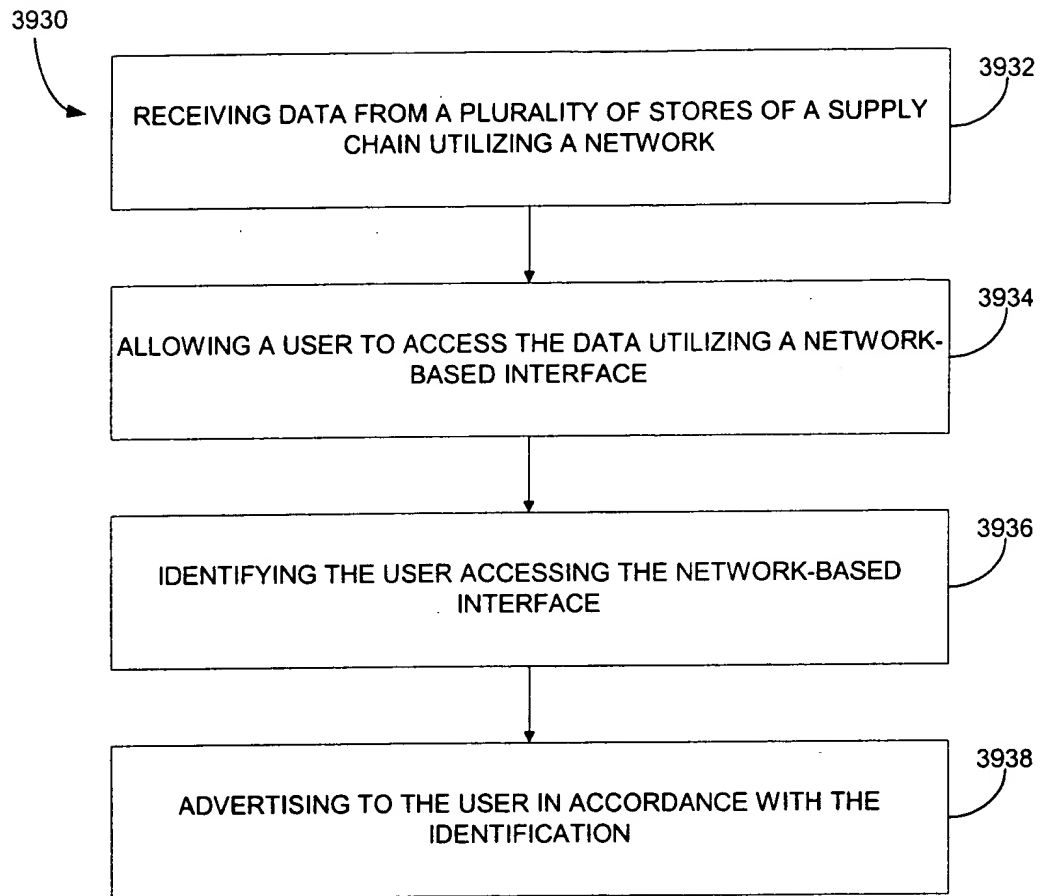 3930
3932
RECEIVING DATA FROM A PLURALITY OF STORES OF A SUPPLY
CHAIN UTILIZING A NETWORK
3934
ALLOWING A USER TO ACCESS THE DATA UTILIZING A NETWORK-
BASED INTERFACE
3936
IDENTIFYING THE USER ACCESSING THE NETWORK-BASED
INTERFACE
3938
ADVERTISING TO THE USER IN ACCORDANCE WITH THE
IDENTIFICATION